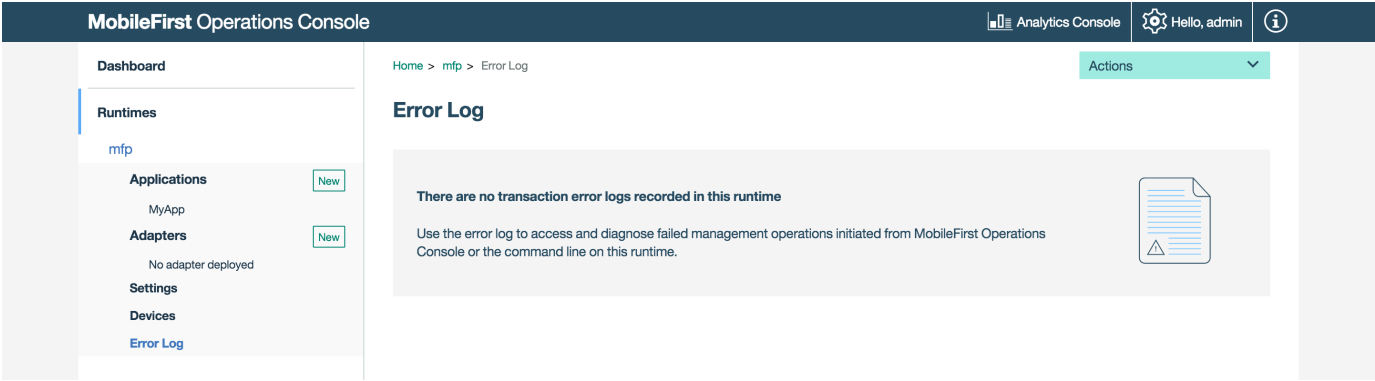 MobileFirst Operations Console
Analytics Console
Hello, admin
Dashboard
Runtimes
mfp
Applications
New
MyApp
Adapters
New
No adapter deployed
Settings
Devices
Error Log
Home > mfp > Error Log
Actions
Error Log
There are no transaction error logs recorded in this runtime
Use the error log to access and diagnose failed management operations initiated from MobileFirst Operations
Console or the command line on this runtime.